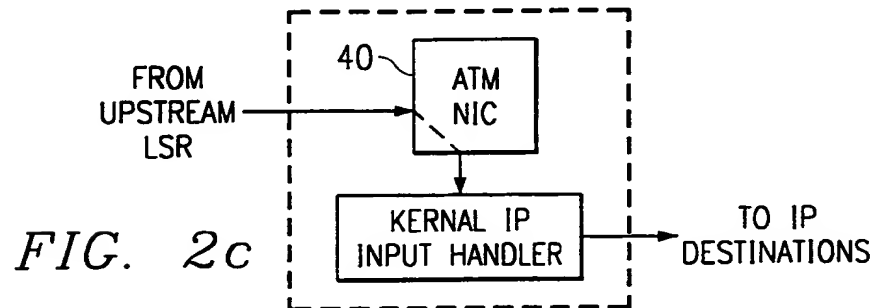 40
ATM
NIC
FROM
UPSTREAM
LSR
KERNAL IP
INPUT HANDLER
TO IP
DESTINATIONS
FIG. 2c